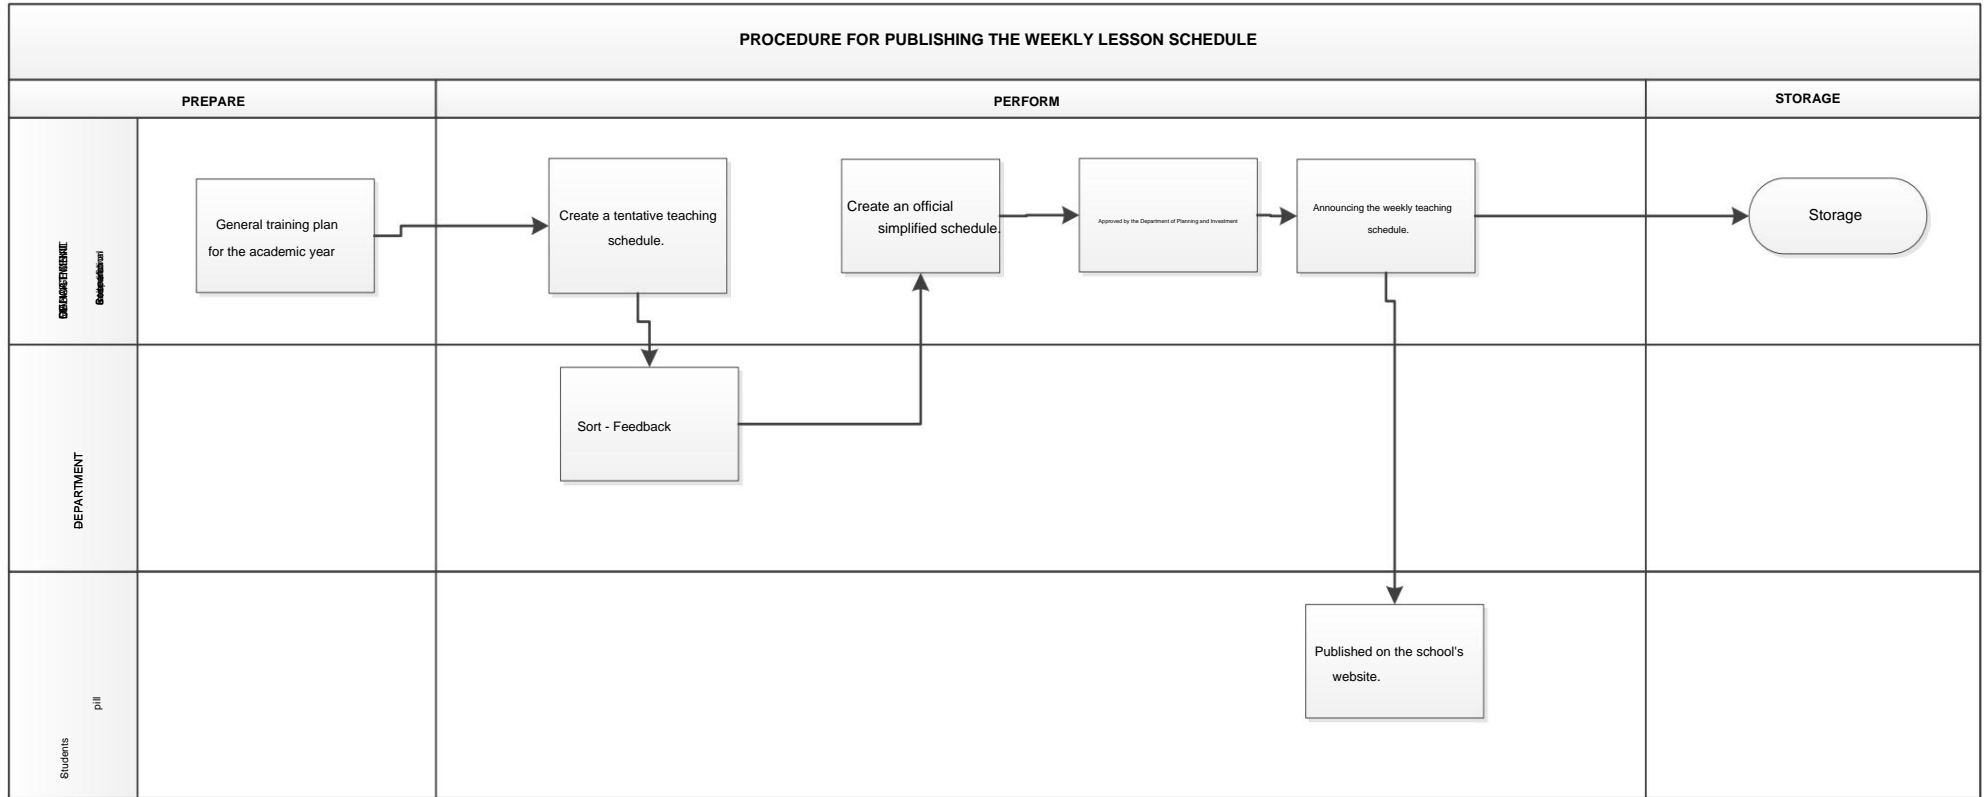 PROCEDURE FOR PUBLISHING THE WEEKLY LESSON SCHEDULE
PREPARE
PERFORM
STORAGE
General training plan
for the academic year
Create a tentative teaching
schedule.
Create an official
simplified schedule.
Approved by the Department of Planning and Investment
Announcing the weekly teaching
schedule.
Storage
DEPARTMENT
Sort - Feedback
Students
pill
Published on the school's
website.